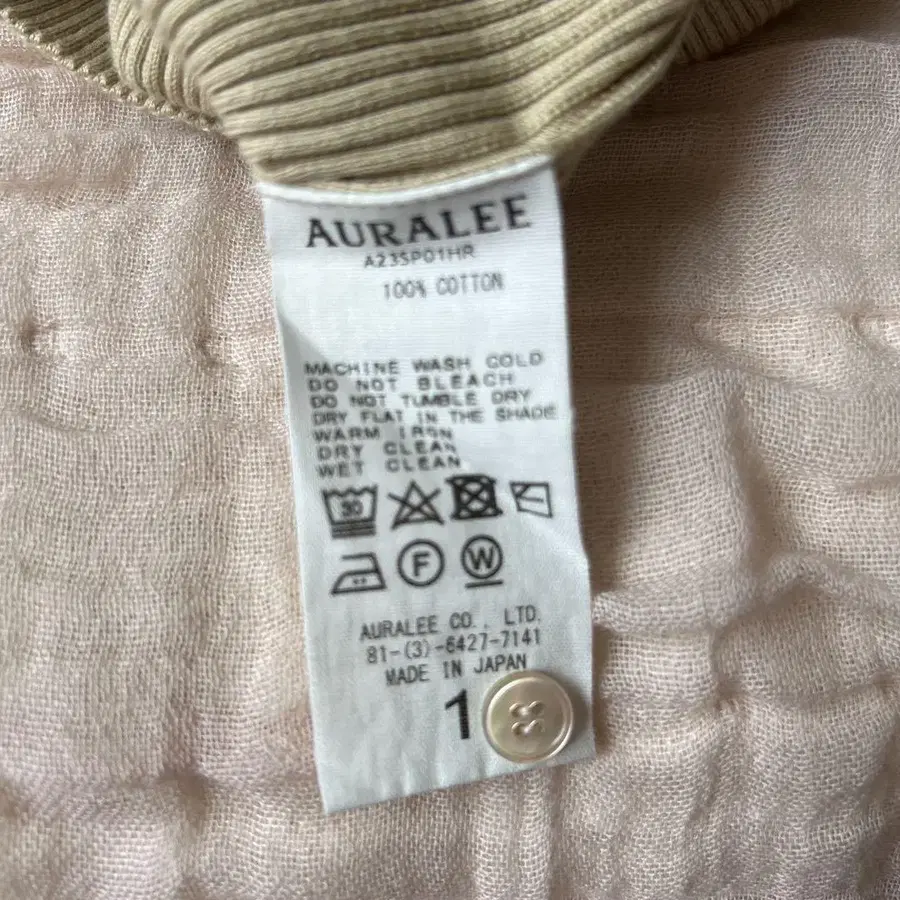 AURALEE
A23SP01HR
100% COTTON
MACHINE WASH COLD
DO NOT BLEACH
DO NOT TUMBLE DRY
DRY FLAT IN THE SHADE
WARM IRON
DRY CLEAN
WET CLEAN
30
F W
AURALEE CO., LTD.
81-(3)-6427-7141
MADE IN JAPAN
1